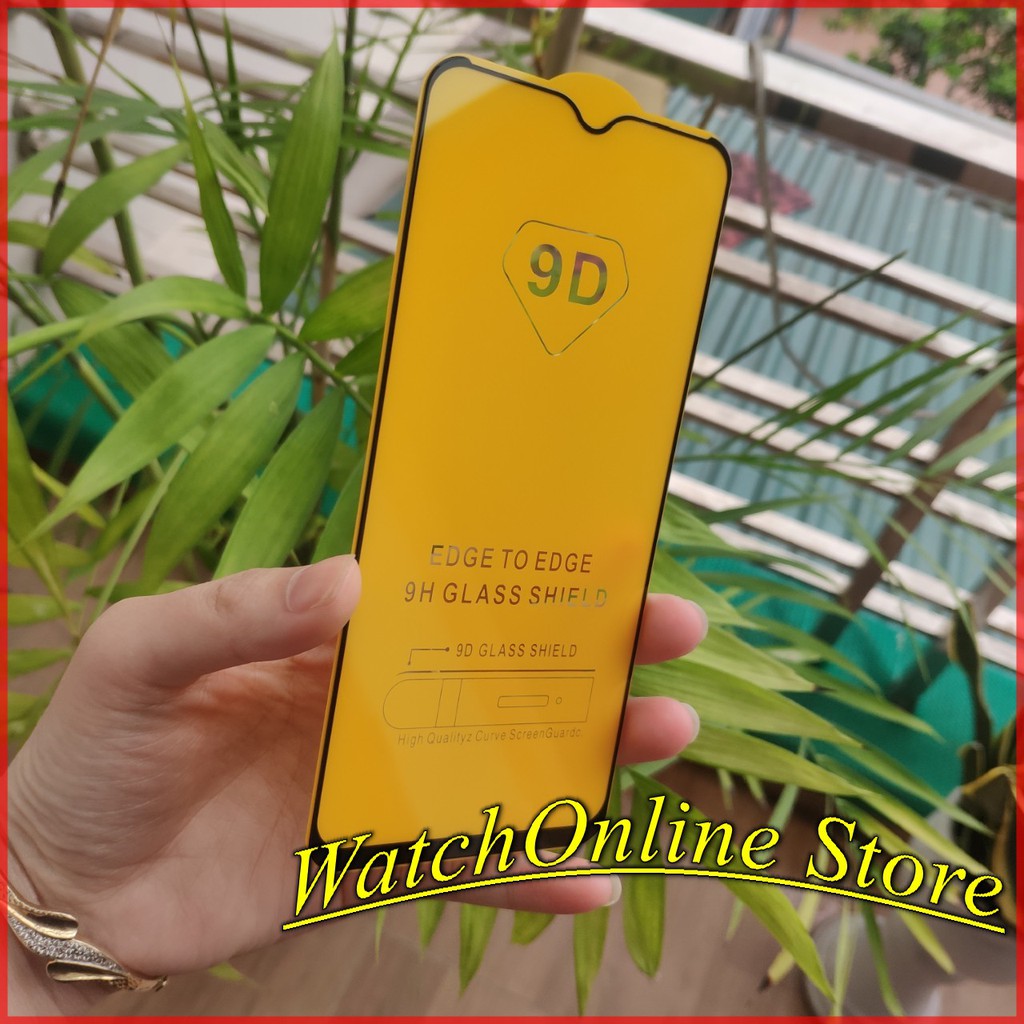 9D
EDGE TO EDGE
9H GLASS SHIELD
9D GLASS SHIELD
High Qualityz Curve ScreenGuardc
WatchOnline Store